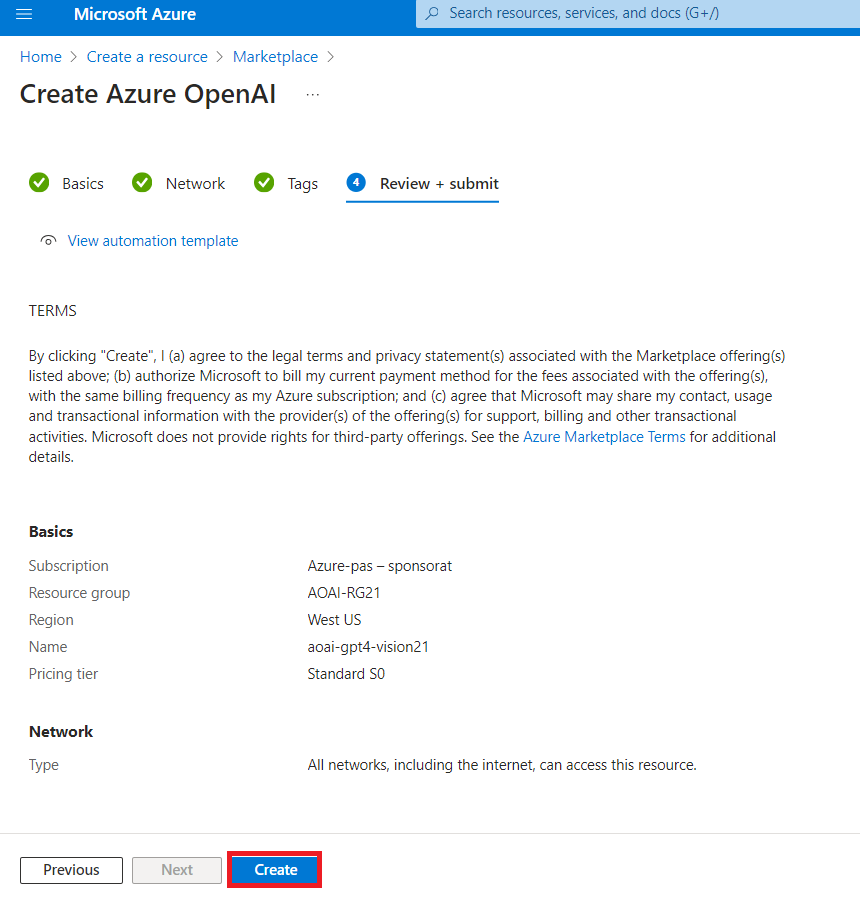 Microsoft Azure
Search resources, services, and docs (G+/)
Home > Create a resource > Marketplace >
Create Azure OpenAI ...
Basics
Network
Tags
4 Review + submit
View automation template
TERMS
By clicking "Create", I (a) agree to the legal terms and privacy statement(s) associated with the Marketplace offering(s)
listed above; (b) authorize Microsoft to bill my current payment method for the fees associated with the offering(s),
with the same billing frequency as my Azure subscription; and (c) agree that Microsoft may share my contact, usage
and transactional information with the provider(s) of the offering(s) for support, billing and other transactional
activities. Microsoft does not provide rights for third-party offerings. See the Azure Marketplace Terms for additional
details.
Basics
Subscription Azure-pas – sponsorat
Resource group AOAI-RG21
Region West US
Name aoai-gpt4-vision21
Pricing tier Standard S0
Network
Type All networks, including the internet, can access this resource.
Previous
Next
Create